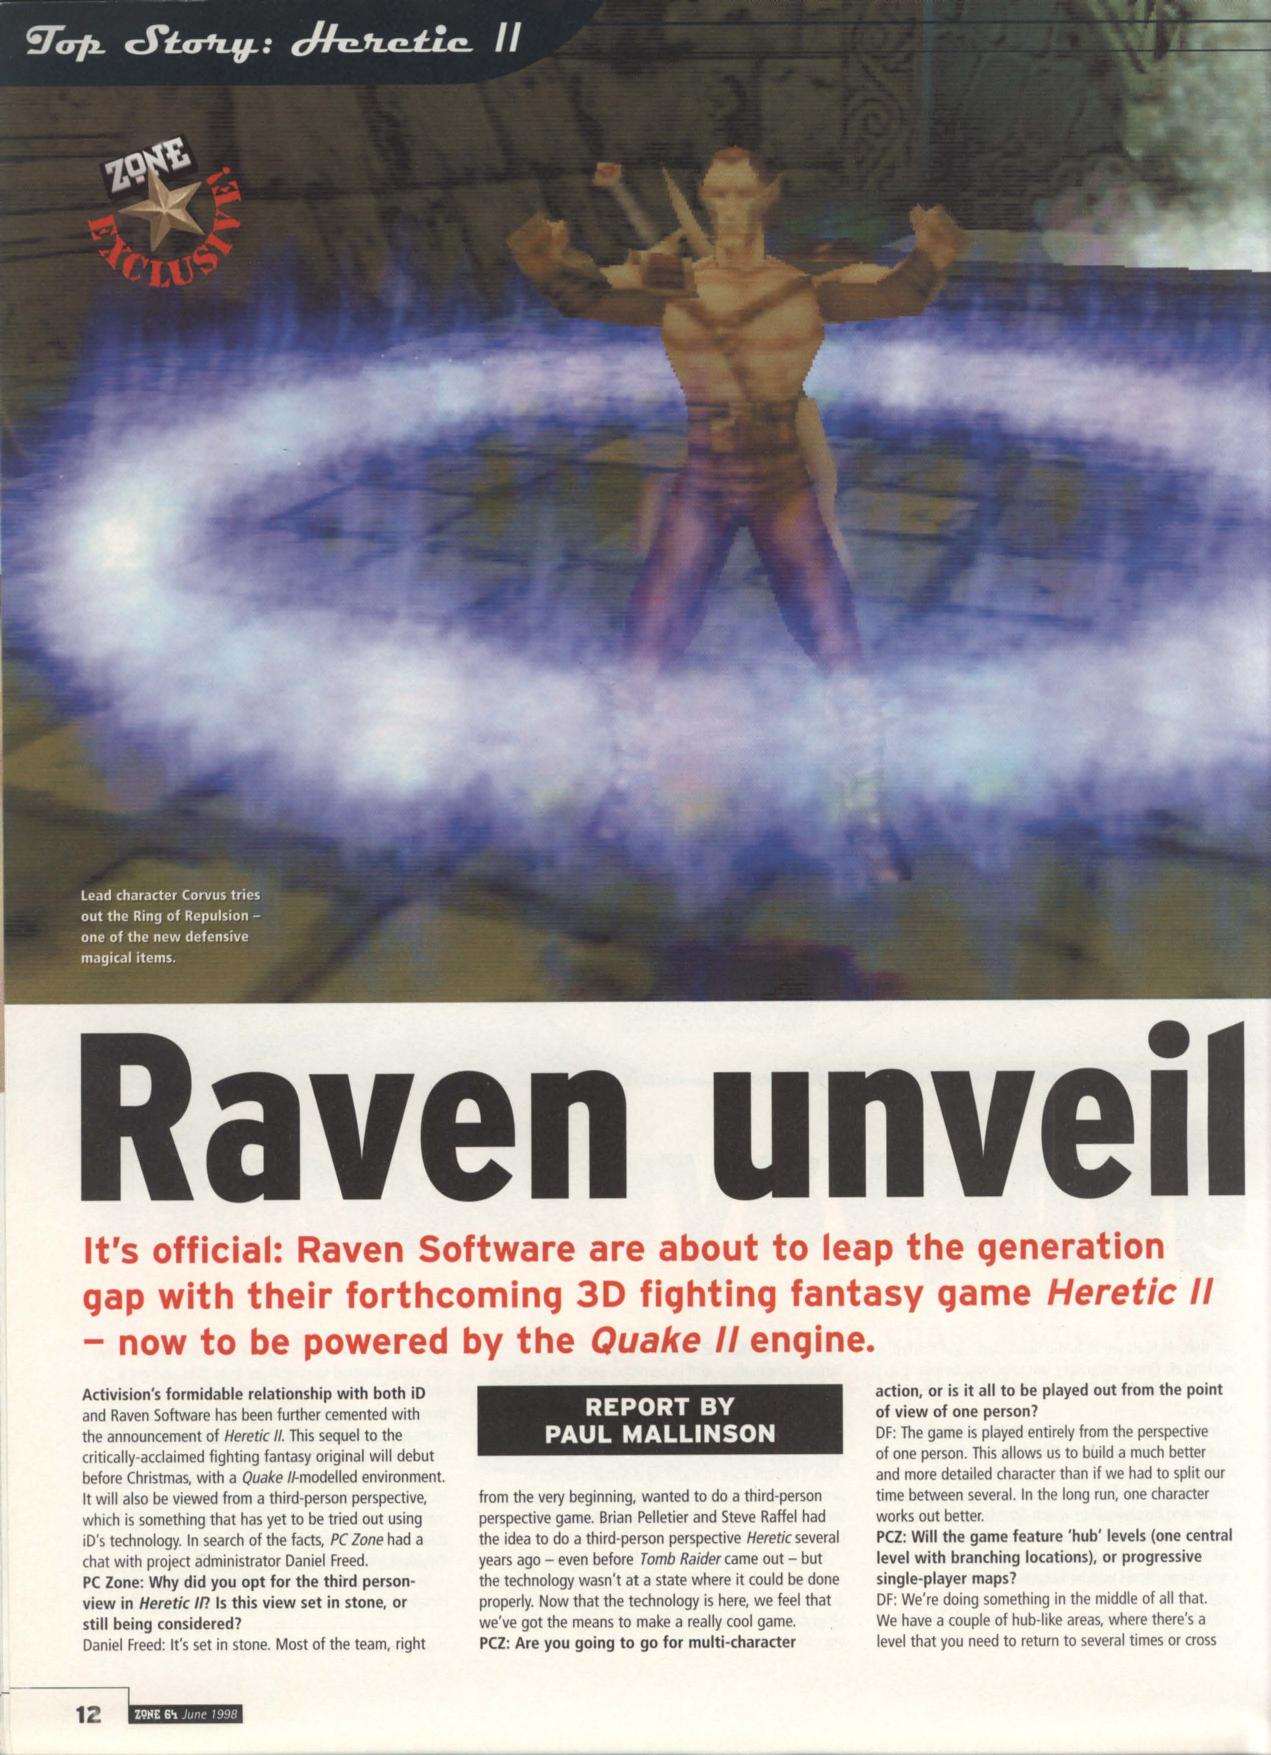 Top Story: Heretic II
ZONE
EXCLUSIVE!
Lead character Corvus tries
out the Ring of Repulsion –
one of the new defensive
magical items.
Raven unveil
It's official: Raven Software are about to leap the generation
gap with their forthcoming 3D fighting fantasy game Heretic II
– now to be powered by the Quake II engine.
Activision's formidable relationship with both iD
and Raven Software has been further cemented with
the announcement of Heretic II. This sequel to the
critically-acclaimed fighting fantasy original will debut
before Christmas, with a Quake II-modelled environment.
It will also be viewed from a third-person perspective,
which is something that has yet to be tried out using
iD's technology. In search of the facts, PC Zone had a
chat with project administrator Daniel Freed.
PC Zone: Why did you opt for the third person-
view in Heretic II? Is this view set in stone, or
still being considered?
Daniel Freed: It's set in stone. Most of the team, right
REPORT BY
PAUL MALLINSON
from the very beginning, wanted to do a third-person
perspective game. Brian Pelletier and Steve Raffel had
the idea to do a third-person perspective Heretic several
years ago – even before Tomb Raider came out – but
the technology wasn't at a state where it could be done
properly. Now that the technology is here, we feel that
we've got the means to make a really cool game.
PCZ: Are you going to go for multi-character
action, or is it all to be played out from the point
of view of one person?
DF: The game is played entirely from the perspective
of one person. This allows us to build a much better
and more detailed character than if we had to split our
time between several. In the long run, one character
works out better.
PCZ: Will the game feature 'hub' levels (one central
level with branching locations), or progressive
single-player maps?
DF: We're doing something in the middle of all that.
We have a couple of hub-like areas, where there's a
level that you need to return to several times or cross
12
ZONE 64 June 1998